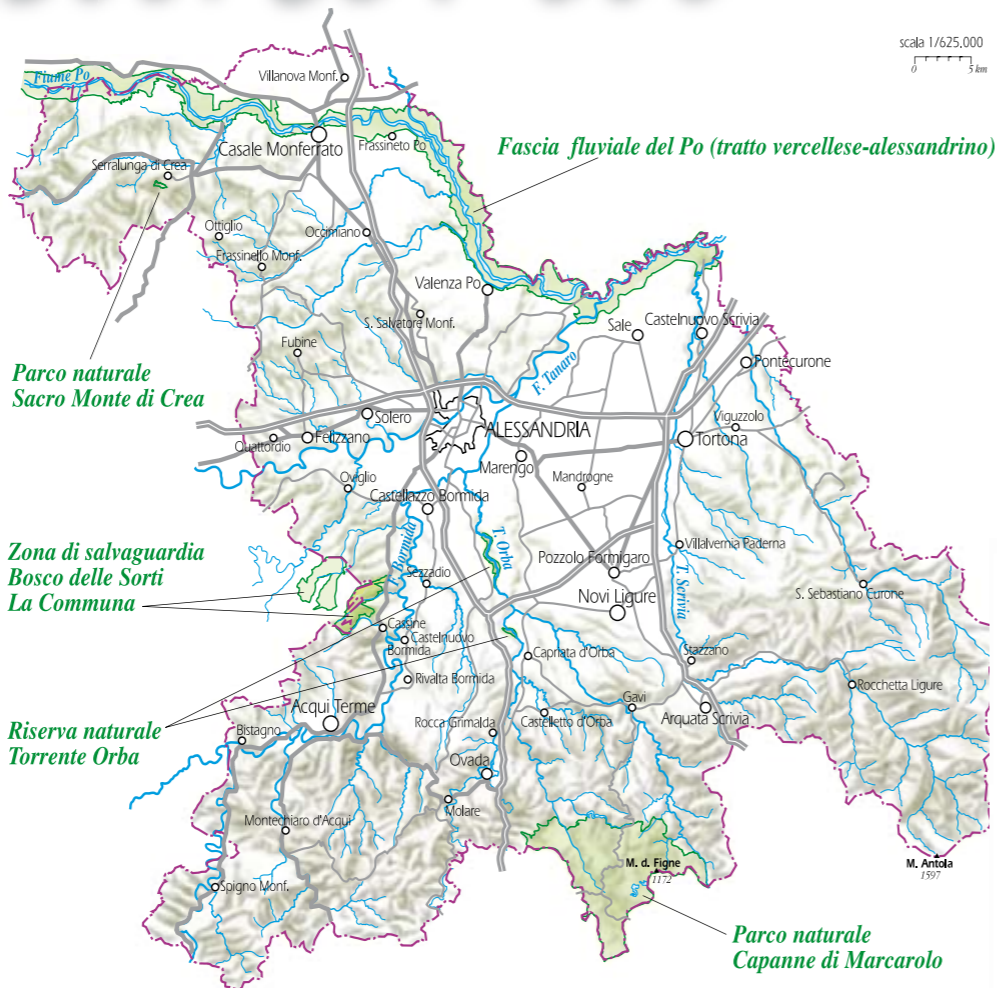 scala 1/625.000
0 5 km
Villanova Monf.
Fiume Po
Casale Monferrato
Frassineto Po
Fascia fluviale del Po (tratto vercellese-alessandrino)
Serralunga di Crea
Ottiglio
Occimiano
Frassinello Monf.
Valenza Po
S. Salvatore Monf.
Sale
Castelnuovo Scrivia
Fubine
Pontecurone
F. Tanaro
Parco naturale
Sacro Monte di Crea
Solero
Viguzzolo
ALESSANDRIA
Felizzano
Quattordio
Tortona
Marengo
Mandrogne
Oviglio
Castellazzo Bormida
F. Bormida
T. Orba
Villalvernia Paderna
Zona di salvaguardia
Bosco delle Sorti
La Communa
Pozzolo Formigaro
T. Scrivia
Sezzadio
Novi Ligure
S. Sebastiano Curone
Cassine
Castelnuovo
Bormida
Capriata d'Orba
Stazzano
Rivalta Bormida
Rocchetta Ligure
Gavi
Acqui Terme
Arquata Scrivia
Riserva naturale
Torrente Orba
Bistagno
Rocca Grimalda
Castelletto d'Orba
Ovada
Molare
Montechiaro d'Acqui
M. d. Figne
1172
M. Antola
1597
Spigno Monf.
Parco naturale
Capanne di Marcarolo